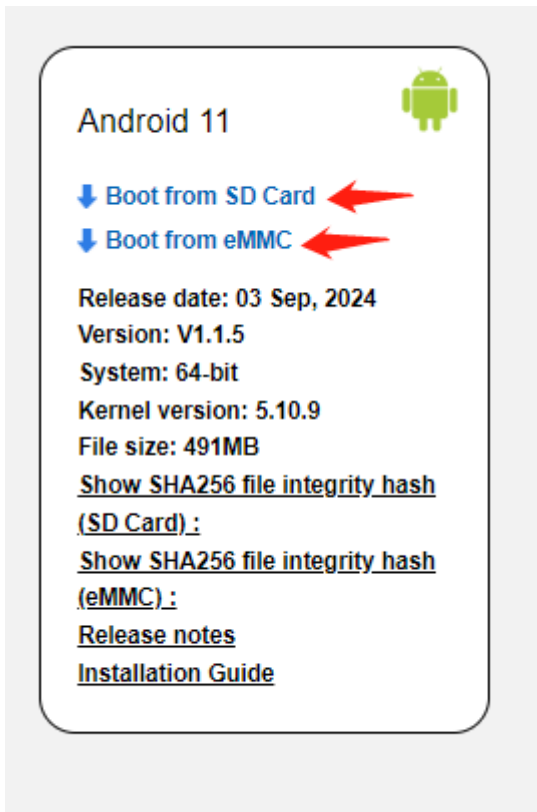 Android 11
Boot from SD Card
Boot from eMMC
Release date: 03 Sep, 2024
Version: V1.1.5
System: 64-bit
Kernel version: 5.10.9
File size: 491MB
Show SHA256 file integrity hash
(SD Card) :
Show SHA256 file integrity hash
(eMMC) :
Release notes
Installation Guide